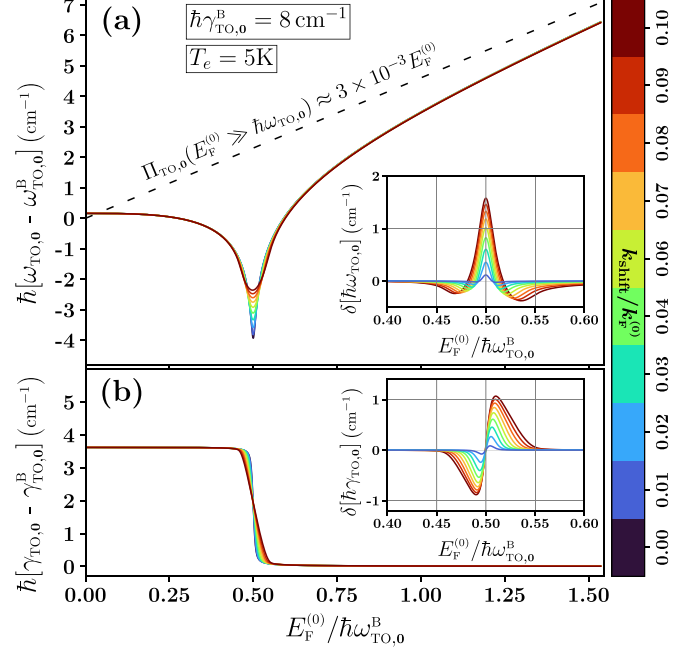 (a)
ℏγ^B_TO,0 = 8 cm⁻¹
T_e = 5K
Π_TO,0(E_F^(0) ≫ ℏω_TO,0) ≈ 3 × 10⁻³ E_F^(0)
ℏ[ω_TO,0 - ω^B_TO,0] (cm⁻¹)
7
6
5
4
3
2
1
0
-1
-2
-3
-4
δ[ℏω_TO,0] (cm⁻¹)
2
1
0
0.40 0.45 0.50 0.55 0.60
E_F^(0)/ℏω^B_TO,0
(b)
ℏ[γ_TO,0 - γ^B_TO,0] (cm⁻¹)
5
4
3
2
1
0
δ[ℏγ_TO,0] (cm⁻¹)
1
0
-1
0.40 0.45 0.50 0.55 0.60
E_F^(0)/ℏω^B_TO,0
0.00 0.25 0.50 0.75 1.00 1.25 1.50
E_F^(0)/ℏω^B_TO,0
k_shift/k_F^(0)
0.10
0.09
0.08
0.07
0.06
0.04
0.03
0.02
0.01
0.00